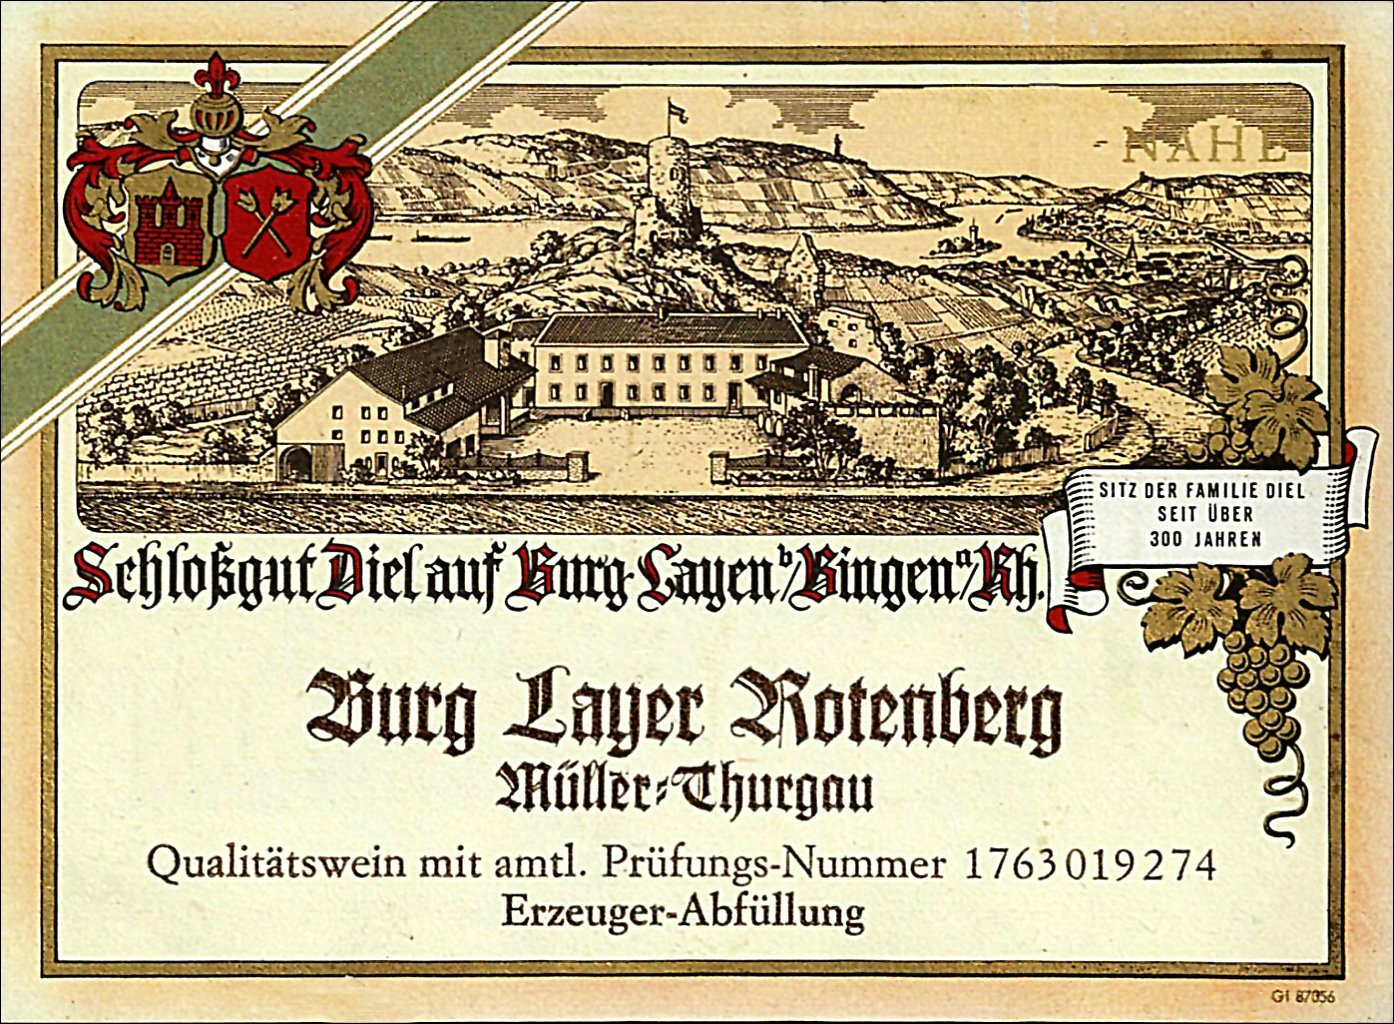 NAHE
SITZ DER FAMILIE DIEL
SEIT ÜBER
300 JAHREN
Schloßgut Diel auf Burg Layen b/Bingen a/Rh.
Burg Layer Rotenberg
Müller-Thurgau
Qualitätswein mit amtl. Prüfungs-Nummer 1763019274
Erzeuger-Abfüllung
GI 87056